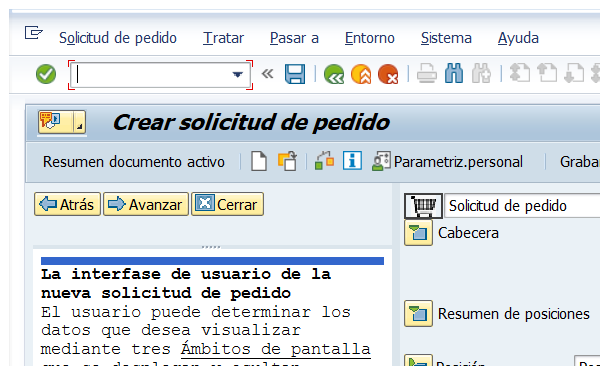 Solicitud de pedido Tratar Pasar a Entorno Sistema Ayuda
Crear solicitud de pedido
Resumen documento activo Parametriz.personal Graba
Atrás Avanzar Cerrar
Solicitud de pedido
Cabecera
La interfase de usuario de la
nueva solicitud de pedido
El usuario puede determinar los
datos que desea visualizar
mediante tres Ámbitos de pantalla
Resumen de posiciones
Posición